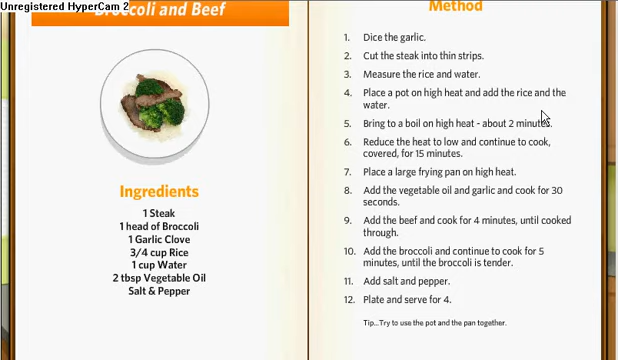 Unregistered HyperCam 2
Broccoli and Beef
Ingredients
1 Steak
1 head of Broccoli
1 Garlic Clove
3/4 cup Rice
1 cup Water
2 tbsp Vegetable Oil
Salt & Pepper
Method
1. Dice the garlic.
2. Cut the steak into thin strips.
3. Measure the rice and water.
4. Place a pot on high heat and add the rice and the
water.
5. Bring to a boil on high heat - about 2 minutes.
6. Reduce the heat to low and continue to cook,
covered, for 15 minutes.
7. Place a large frying pan on high heat.
8. Add the vegetable oil and garlic and cook for 30
seconds.
9. Add the beef and cook for 4 minutes, until cooked
through.
10. Add the broccoli and continue to cook for 5
minutes, until the broccoli is tender.
11. Add salt and pepper.
12. Plate and serve for 4.
Tip...Try to use the pot and the pan together.